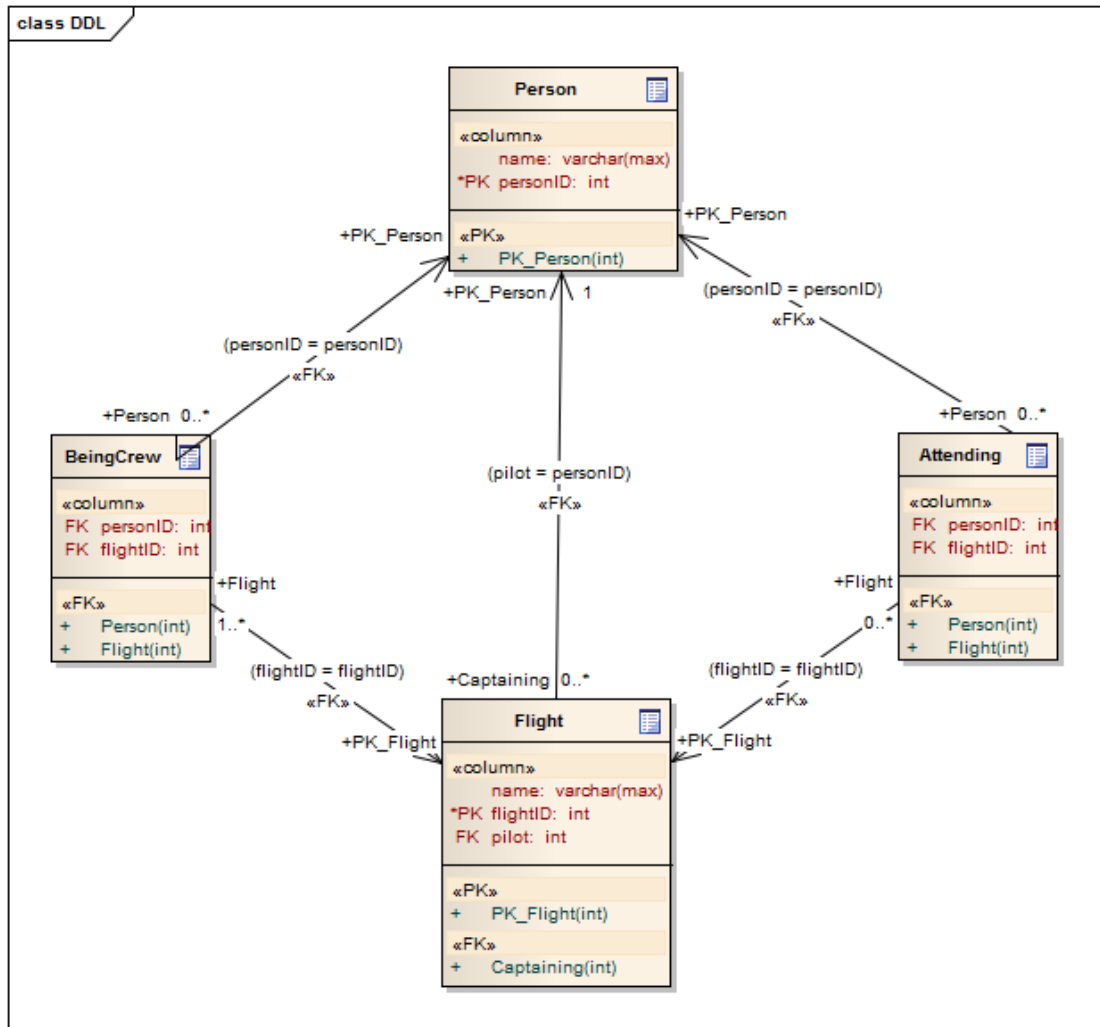 class DDL
Person
«column»
name: varchar(max)
*PK personID: int
«PK»
+ PK_Person(int)
+PK_Person
+PK_Person
+PK_Person 1
(personID = personID)
«FK»
(personID = personID)
«FK»
+Person 0..*
+Person 0..*
BeingCrew
«column»
FK personID: int
FK flightID: int
«FK»
+ Person(int)
+ Flight(int)
(pilot = personID)
«FK»
Attending
«column»
FK personID: int
FK flightID: int
«FK»
+ Person(int)
+ Flight(int)
+Flight
1..*
+Flight
0..*
(flightID = flightID)
«FK»
(flightID = flightID)
«FK»
+Captaining 0..*
+PK_Flight
+PK_Flight
Flight
«column»
name: varchar(max)
*PK flightID: int
FK pilot: int
«PK»
+ PK_Flight(int)
«FK»
+ Captaining(int)